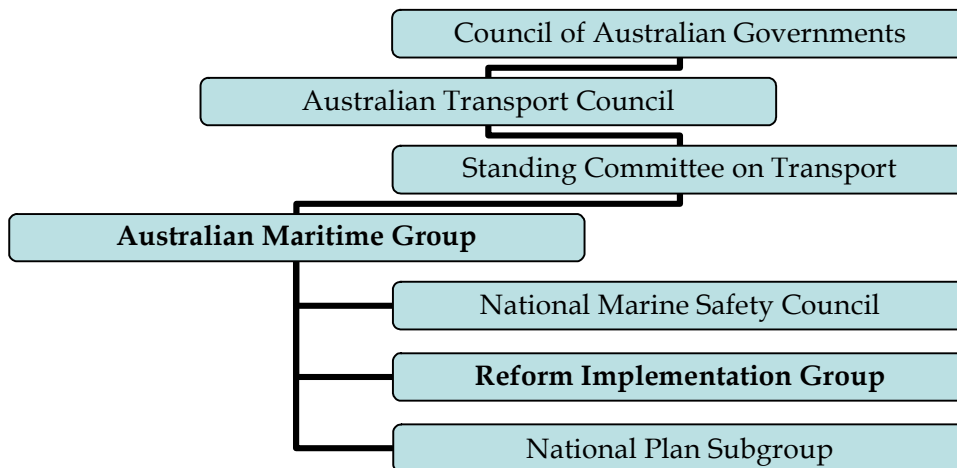 Council of Australian Governments
Australian Transport Council
Standing Committee on Transport
Australian Maritime Group
National Marine Safety Council
Reform Implementation Group
National Plan Subgroup